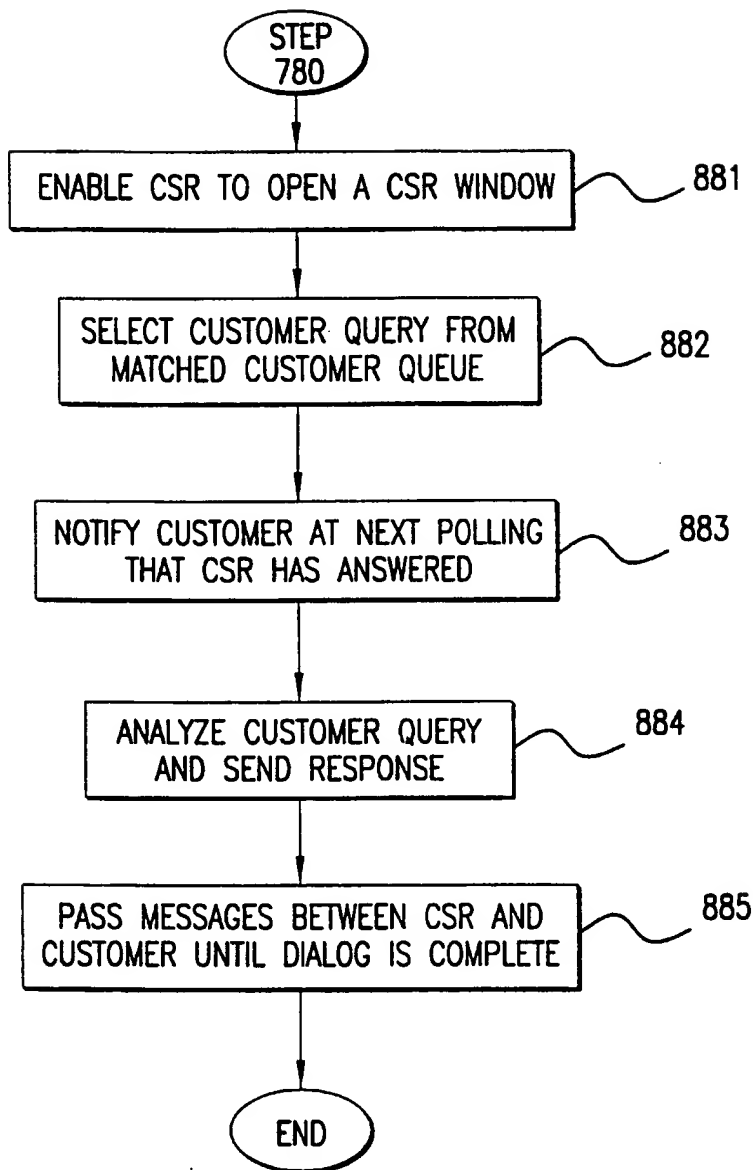 STEP
780
ENABLE CSR TO OPEN A CSR WINDOW
881
SELECT CUSTOMER QUERY FROM
MATCHED CUSTOMER QUEUE
882
NOTIFY CUSTOMER AT NEXT POLLING
THAT CSR HAS ANSWERED
883
ANALYZE CUSTOMER QUERY
AND SEND RESPONSE
884
PASS MESSAGES BETWEEN CSR AND
CUSTOMER UNTIL DIALOG IS COMPLETE
885
END